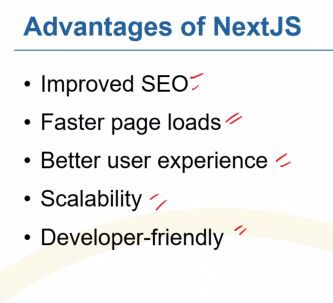 Advantages of NextJS
• Improved SEO
• Faster page loads
• Better user experience
• Scalability
• Developer-friendly